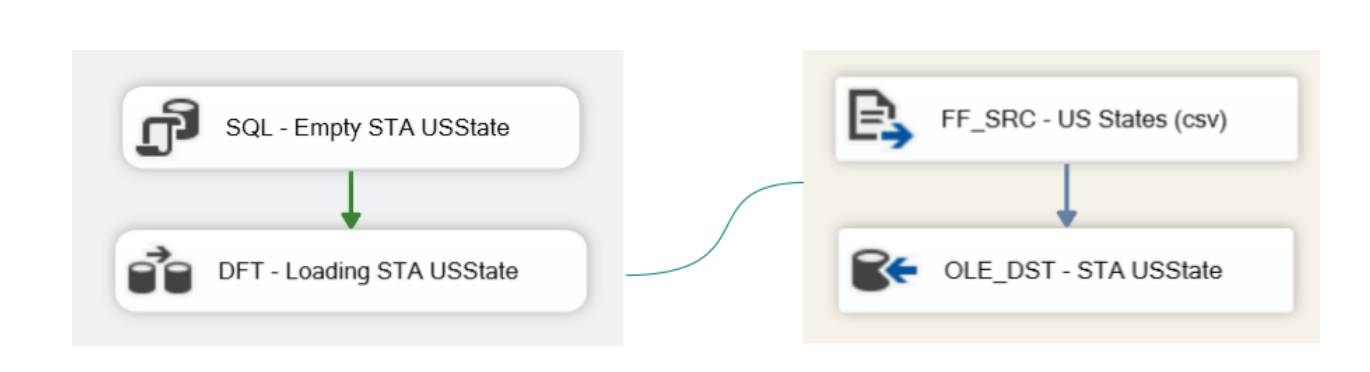 SQL - Empty STA USState
DFT - Loading STA USState
FF_SRC - US States (csv)
OLE_DST - STA USState